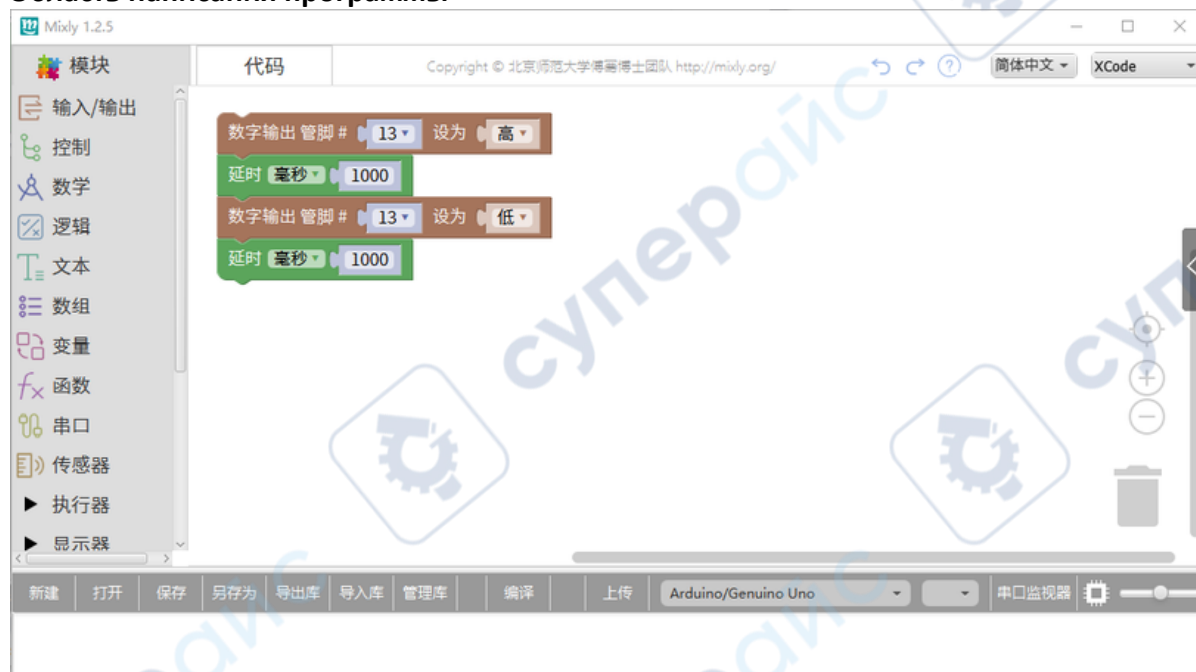 Mixly 1.2.5
模块
代码
Copyright © 北京师范大学傅骞博士团队 http://mixly.org/
简体中文
XCode
输入/输出
控制
数学
逻辑
文本
数组
变量
函数
串口
传感器
执行器
显示器
数字输出 管脚 # 13 设为 高
延时 毫秒 1000
数字输出 管脚 # 13 设为 低
延时 毫秒 1000
新建 打开 保存 另存为 导出库 导入库 管理库 编译 上传 Arduino/Genuino Uno 串口监视器
суперайс